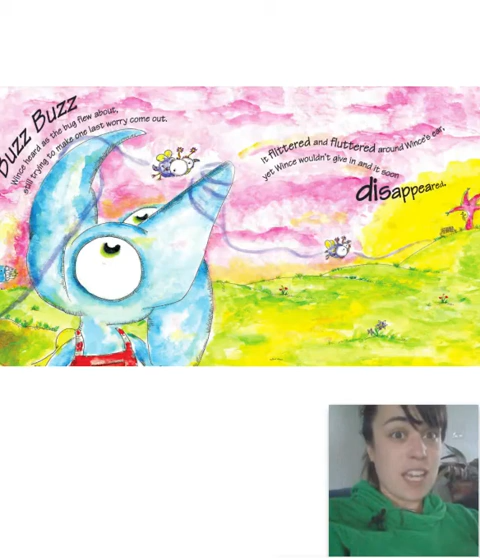 BUZZ BUZZ
Wince heard as the bug flew about,
still trying to make one last worry come out.
it flittered and fluttered around Wince's ear,
yet Wince wouldn't give in and it soon
disappeared.